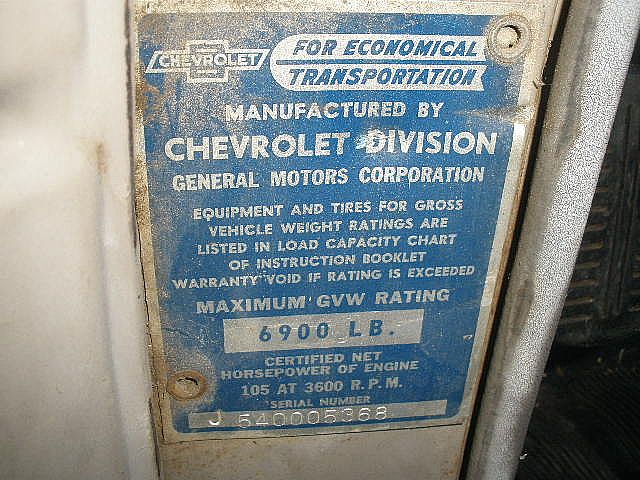 CHEVROLET
FOR ECONOMICAL
TRANSPORTATION
MANUFACTURED BY
CHEVROLET DIVISION
GENERAL MOTORS CORPORATION
EQUIPMENT AND TIRES FOR GROSS
VEHICLE WEIGHT RATINGS ARE
LISTED IN LOAD CAPACITY CHART
OF INSTRUCTION BOOKLET
WARRANTY VOID IF RATING IS EXCEEDED
MAXIMUM GVW RATING
6900 LB.
CERTIFIED NET
HORSEPOWER OF ENGINE
105 AT 3600 R.P.M.
SERIAL NUMBER
J 540005368